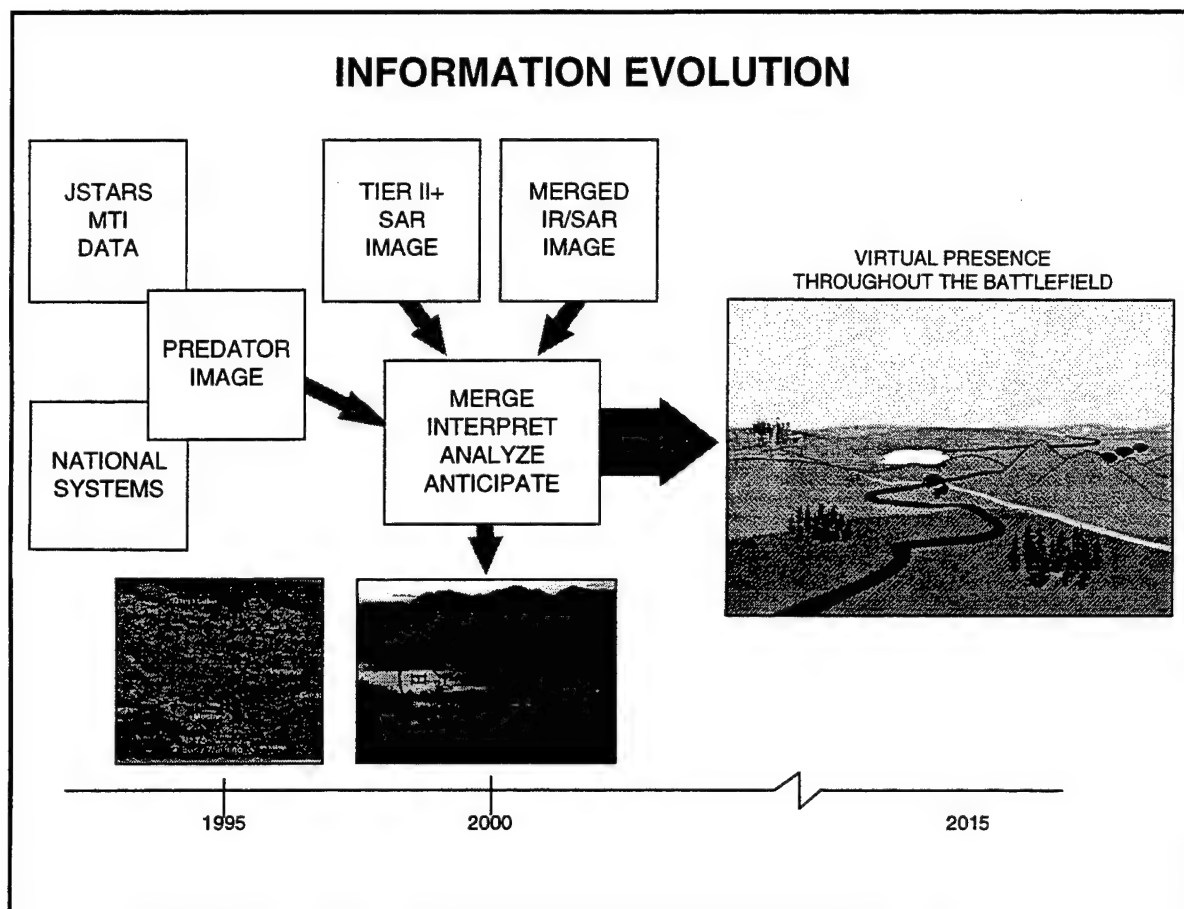 INFORMATION EVOLUTION
JSTARS
MTI
DATA
TIER II+
SAR
IMAGE
MERGED
IR/SAR
IMAGE
PREDATOR
IMAGE
NATIONAL
SYSTEMS
MERGE
INTERPRET
ANALYZE
ANTICIPATE
VIRTUAL PRESENCE
THROUGHOUT THE BATTLEFIELD
1995
2000
2015